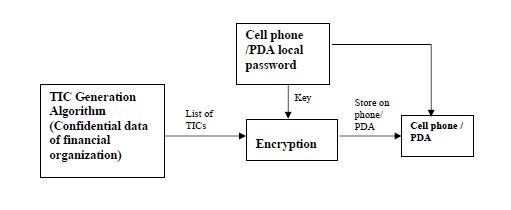 Cell phone
/PDA local
password
TIC Generation
Algorithm
(Confidential data
of financial
organization)
List of
TICs
Key
Encryption
Store on
phone/
PDA
Cell phone /
PDA